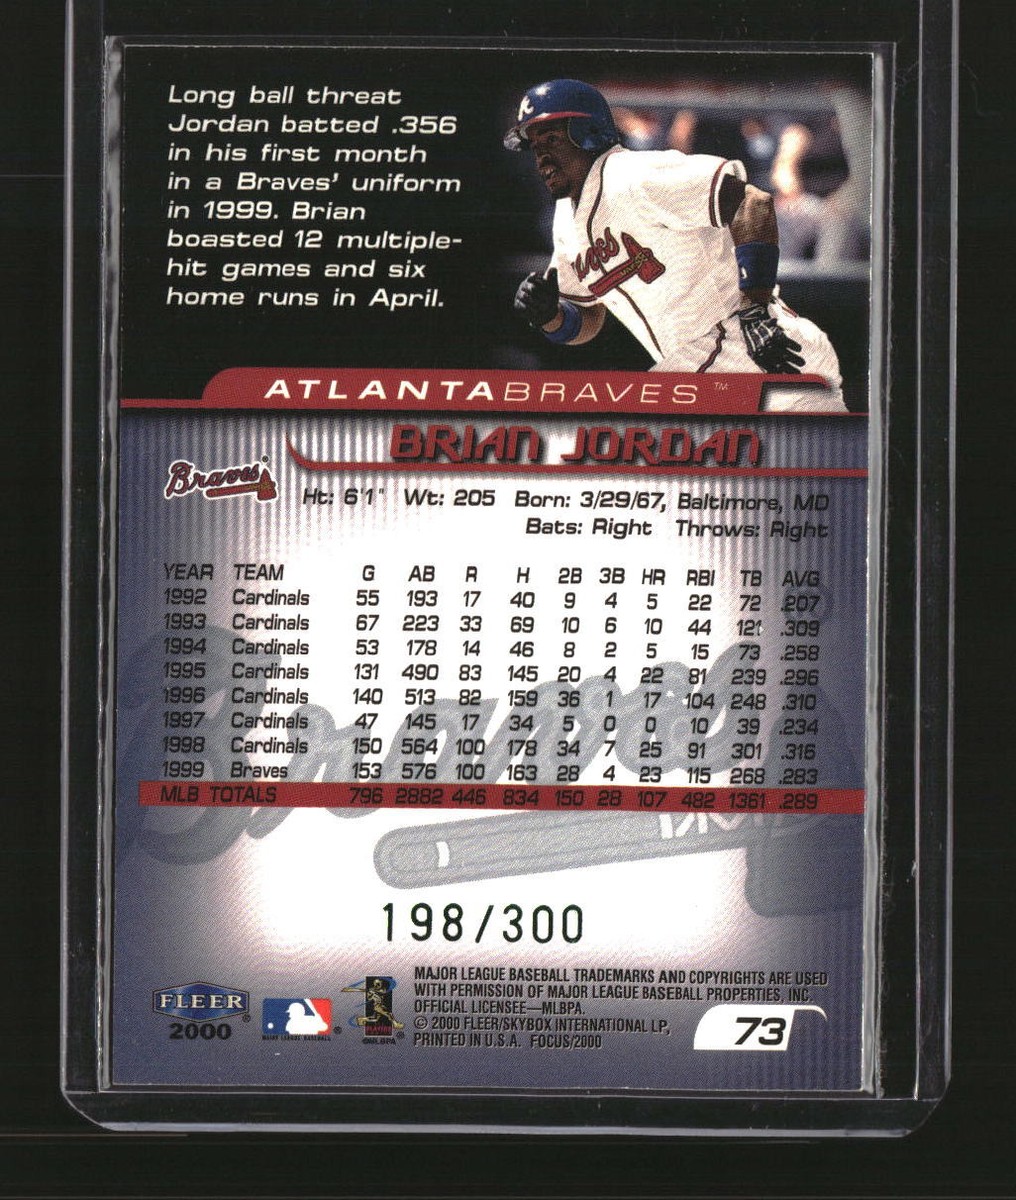 Long ball threat
Jordan batted .356
in his first month
in a Braves' uniform
in 1999. Brian
boasted 12 multiple-
hit games and six
home runs in April.
ATLANTABRAVES™
BRIAN JORDAN
Braves®
Ht: 6'1" Wt: 205 Born: 3/29/67, Baltimore, MD
Bats: Right Throws: Right
YEAR TEAM G AB R H 2B 3B HR RBI TB AVG
1992 Cardinals 55 193 17 40 9 4 5 22 72 .207
1993 Cardinals 67 223 33 69 10 6 10 44 121 .309
1994 Cardinals 53 178 14 46 8 2 5 15 73 .258
1995 Cardinals 131 490 83 145 20 4 22 81 239 .296
1996 Cardinals 140 513 82 159 36 1 17 104 248 .310
1997 Cardinals 47 145 17 34 5 0 0 10 39 .234
1998 Cardinals 150 564 100 178 34 7 25 91 301 .316
1999 Braves 153 576 100 163 28 4 23 115 268 .283
MLB TOTALS 796 2882 446 834 150 28 107 482 1361 .289
198/300
MAJOR LEAGUE BASEBALL TRADEMARKS AND COPYRIGHTS ARE USED
WITH PERMISSION OF MAJOR LEAGUE BASEBALL PROPERTIES, INC.
OFFICIAL LICENSEE—MLBPA.
© 2000 FLEER/SKYBOX INTERNATIONAL LP,
PRINTED IN U.S.A. FOCUS/2000
FLEER®
2000
MAJOR LEAGUE BASEBALL
®
©MLBPA
73